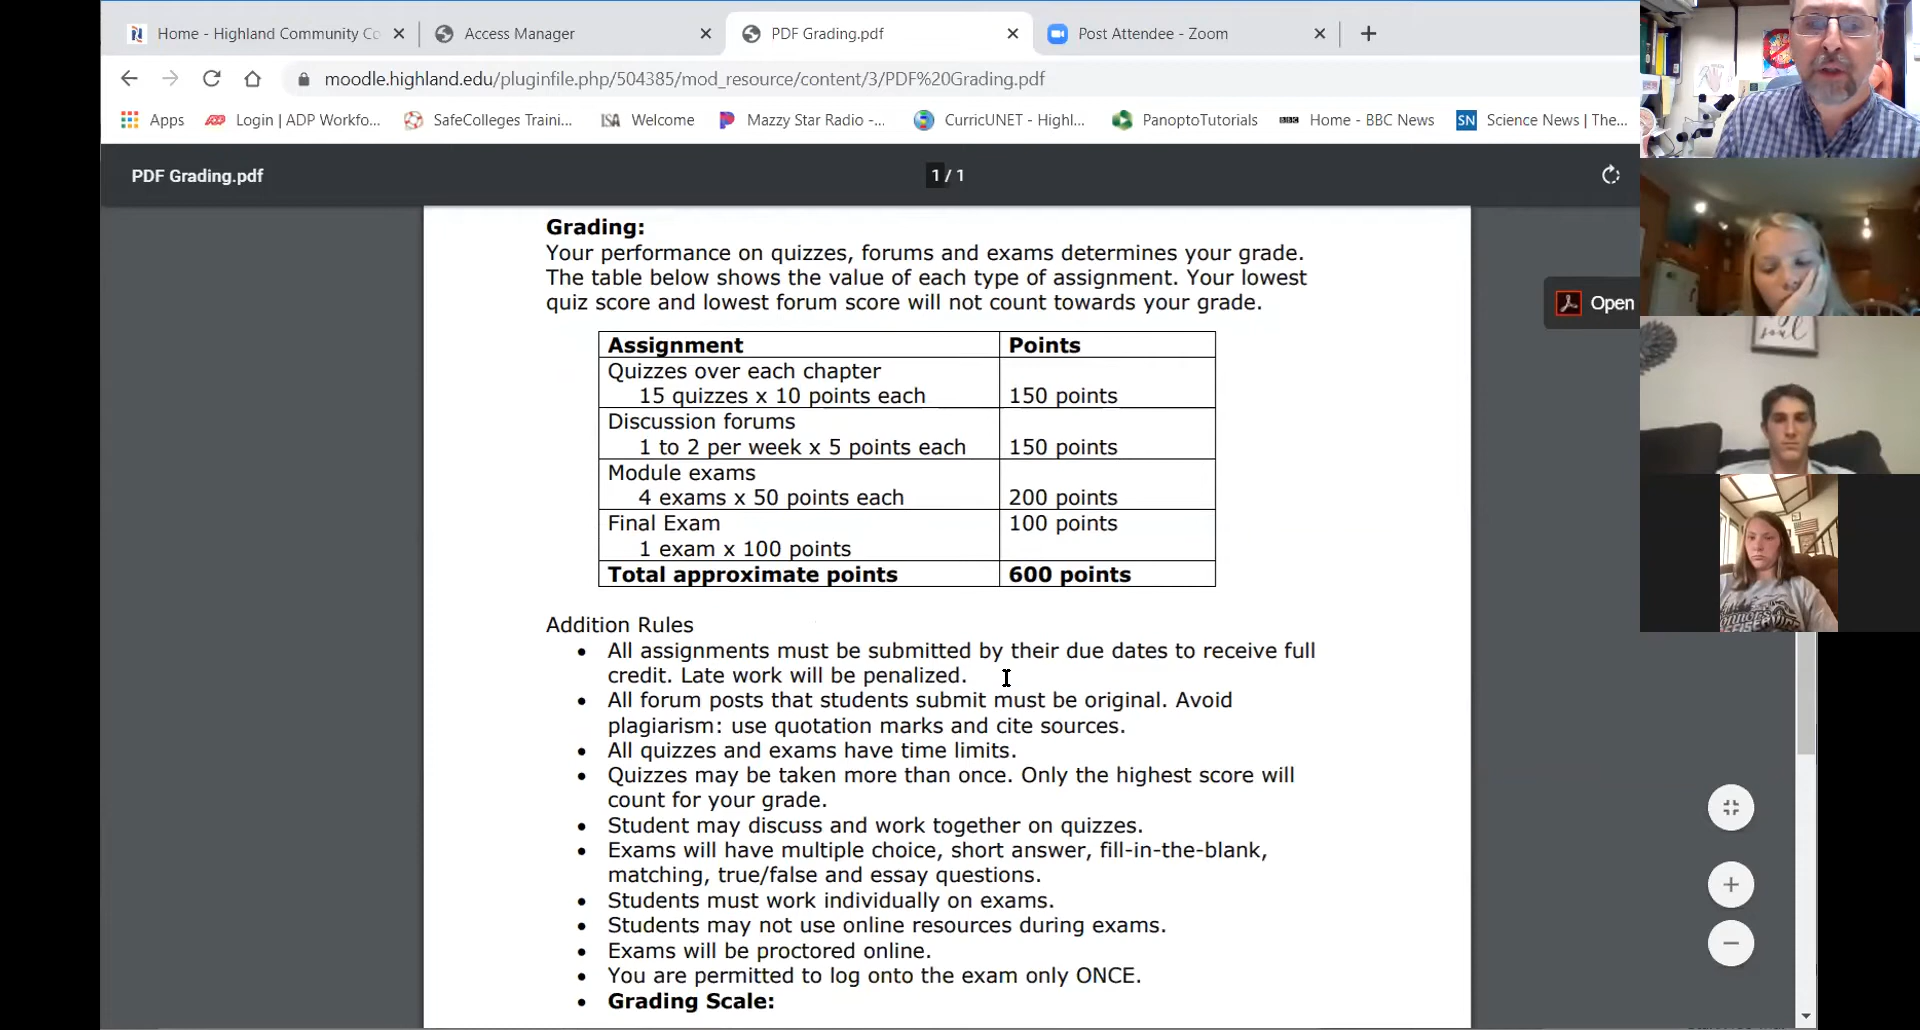 Home - Highland Community Co
Access Manager
PDF Grading.pdf
Post Attendee - Zoom
moodle.highland.edu/pluginfile.php/504385/mod_resource/content/3/PDF%20Grading.pdf
Apps
Login | ADP Workfo...
SafeColleges Traini...
ISA Welcome
Mazzy Star Radio -...
CurricUNET - Highl...
PanoptoTutorials
BBC Home - BBC News
SN Science News | The...
PDF Grading.pdf
1 / 1
Open
Grading:
Your performance on quizzes, forums and exams determines your grade.
The table below shows the value of each type of assignment. Your lowest
quiz score and lowest forum score will not count towards your grade.
Assignment Points
Quizzes over each chapter
15 quizzes x 10 points each 150 points
Discussion forums
1 to 2 per week x 5 points each 150 points
Module exams
4 exams x 50 points each 200 points
Final Exam 100 points
1 exam x 100 points
Total approximate points 600 points
Addition Rules
• All assignments must be submitted by their due dates to receive full
credit. Late work will be penalized.
• All forum posts that students submit must be original. Avoid
plagiarism: use quotation marks and cite sources.
• All quizzes and exams have time limits.
• Quizzes may be taken more than once. Only the highest score will
count for your grade.
• Student may discuss and work together on quizzes.
• Exams will have multiple choice, short answer, fill-in-the-blank,
matching, true/false and essay questions.
• Students must work individually on exams.
• Students may not use online resources during exams.
• Exams will be proctored online.
• You are permitted to log onto the exam only ONCE.
• Grading Scale:
soul